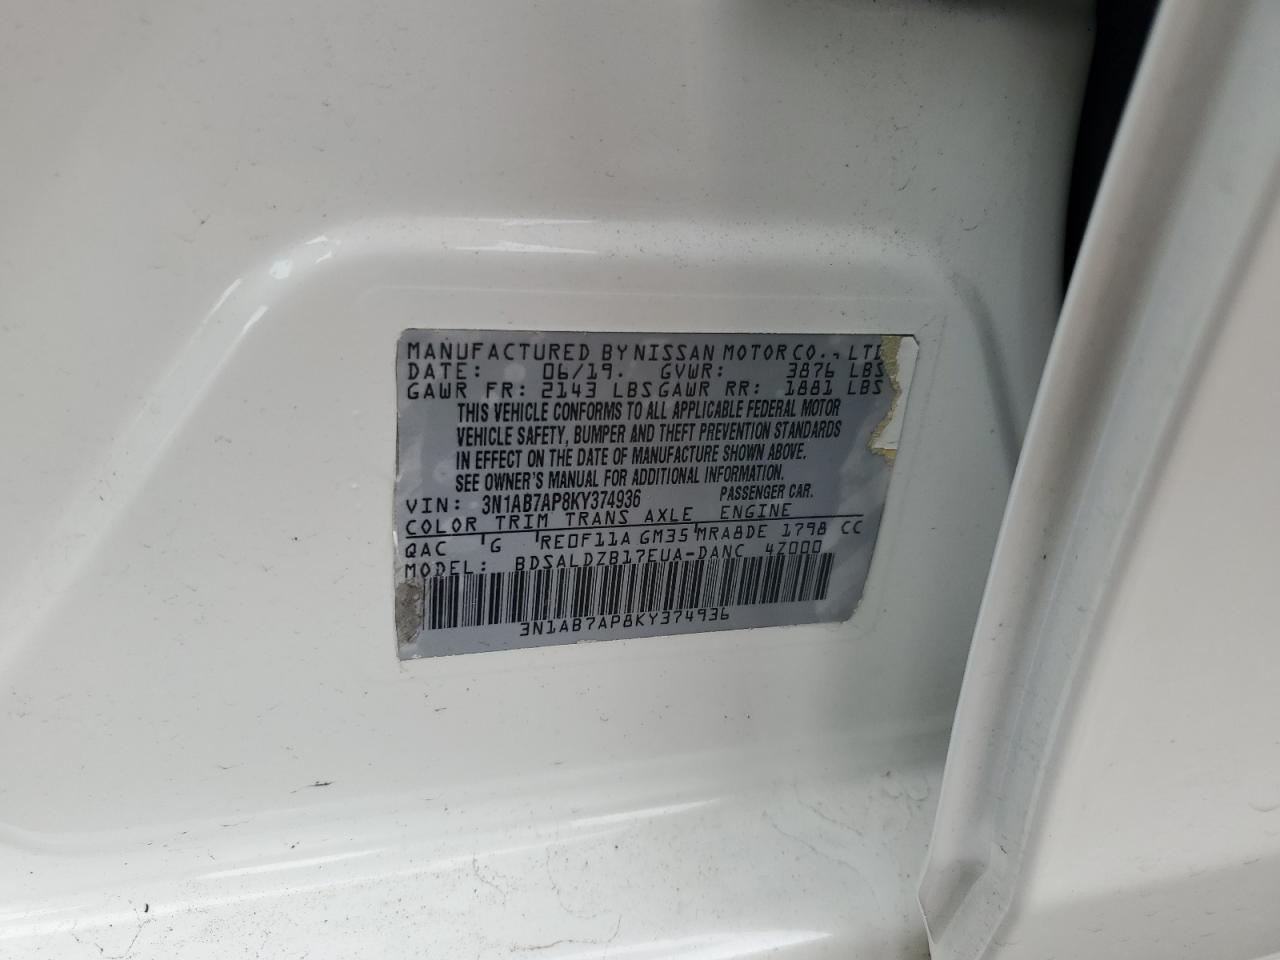 MANUFACTURED BY NISSAN MOTOR CO., LTD
DATE: 06/19. GVWR: 3876 LBS
GAWR FR: 2143 LBS GAWR RR: 1881 LBS
THIS VEHICLE CONFORMS TO ALL APPLICABLE FEDERAL MOTOR
VEHICLE SAFETY, BUMPER AND THEFT PREVENTION STANDARDS
IN EFFECT ON THE DATE OF MANUFACTURE SHOWN ABOVE.
SEE OWNER'S MANUAL FOR ADDITIONAL INFORMATION.
VIN: 3N1AB7AP8KY374936 PASSENGER CAR.
COLOR TRIM TRANS AXLE ENGINE
QAC G RE0F11A GM35 MRA8DE 1798 CC
MODEL: BDSALDZB17EUA-DANC 4Z000
3N1AB7AP8KY374936